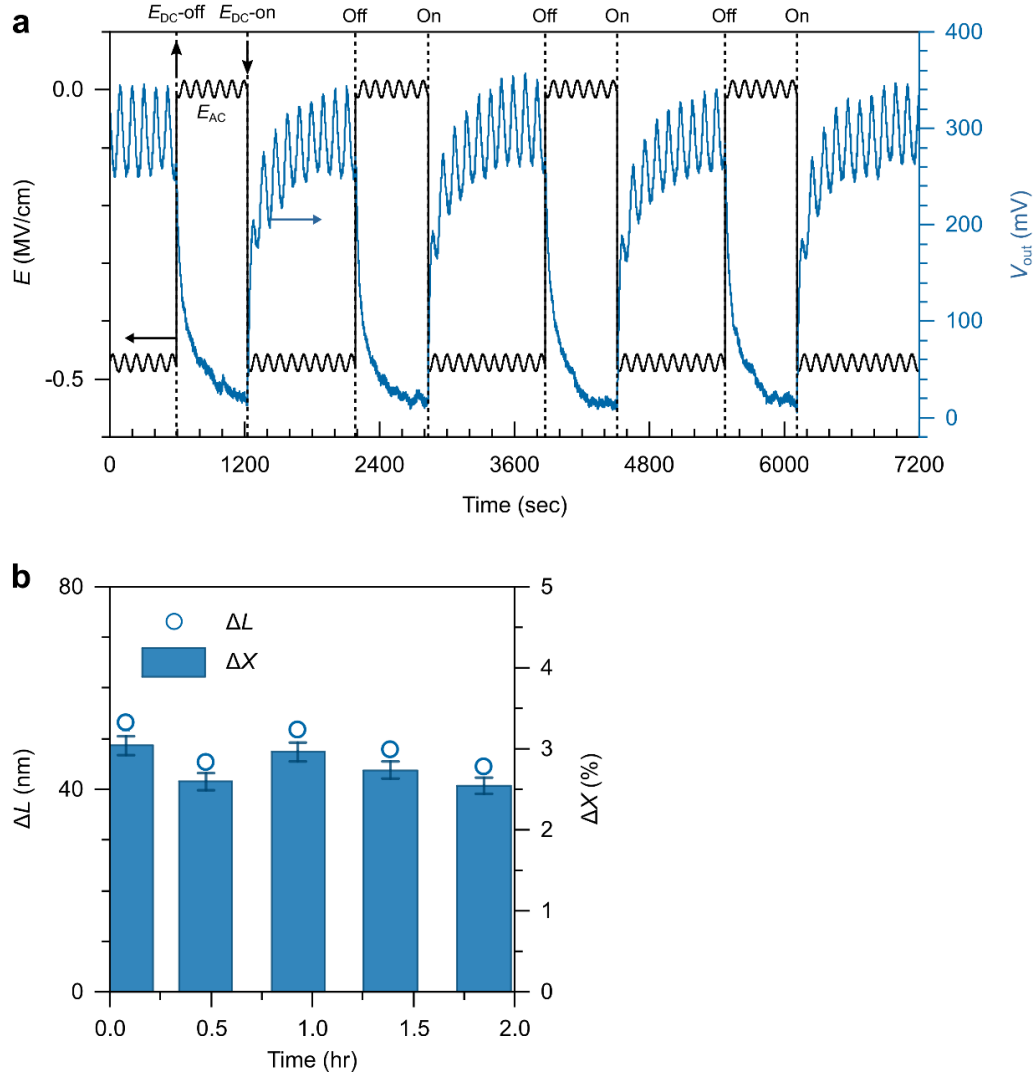 a
E_DC-off E_DC-on Off On Off On Off On
0.0
-0.5
E (MV/cm)
E_AC
400
300
200
100
0
V_out (mV)
0 1200 2400 3600 4800 6000 7200
Time (sec)
b
80
40
0
ΔL (nm)
ΔL
ΔX
5
4
3
2
1
0
ΔX (%)
0.0 0.5 1.0 1.5 2.0
Time (hr)